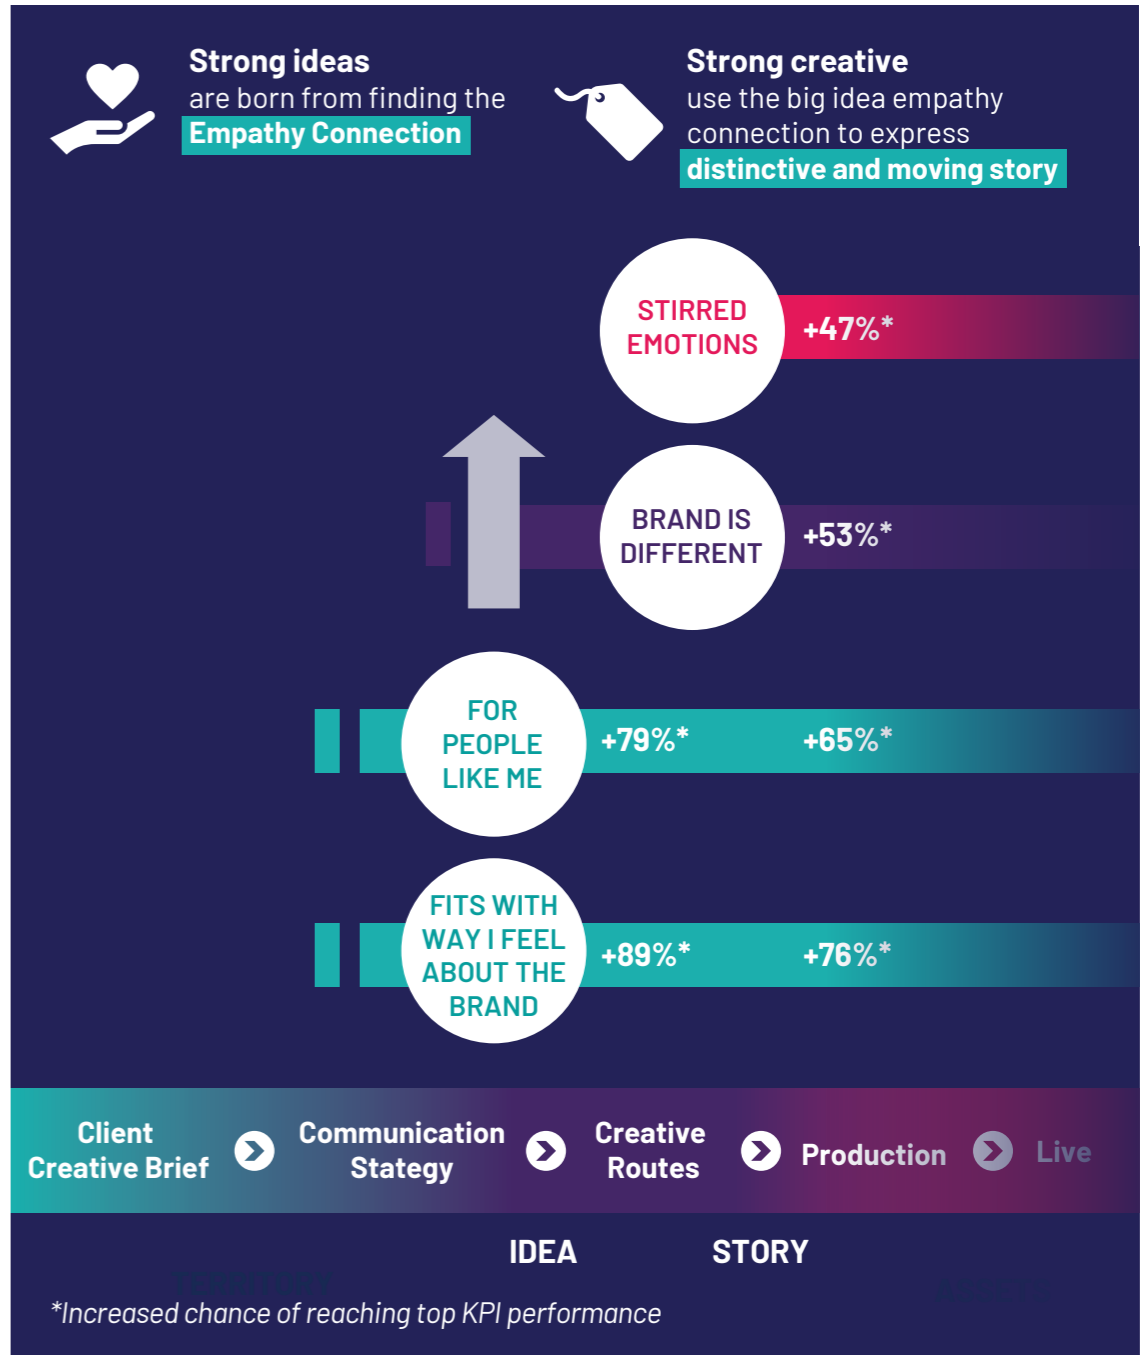 Strong ideas
are born from finding the
Empathy Connection
Strong creative
use the big idea empathy
connection to express
distinctive and moving story
STIRRED
EMOTIONS
+47%*
BRAND IS
DIFFERENT
+53%*
FOR
PEOPLE
LIKE ME
+79%*
+65%*
FITS WITH
WAY I FEEL
ABOUT THE
BRAND
+89%*
+76%*
Client
Creative Brief
Communication
Stategy
Creative
Routes
Production
Live
IDEA
STORY
TERRITORY
*Increased chance of reaching top KPI performance